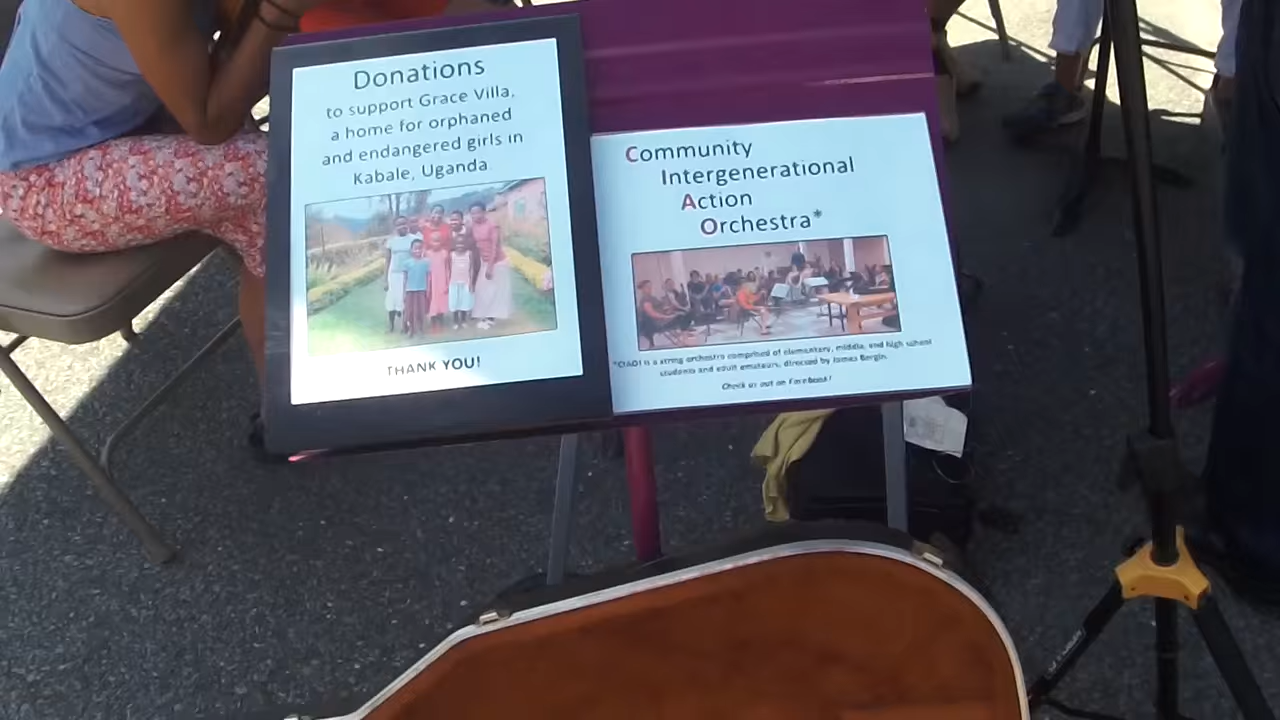 Donations
to support Grace Villa,
a home for orphaned
and endangered girls in
Kabale, Uganda.
THANK YOU!
Community
Intergenerational
Action
Orchestra*
*CIAO! is a string orchestra comprised of elementary, middle, and high school
students and adult amateurs, directed by James Bergin.
Check us out on Facebook!